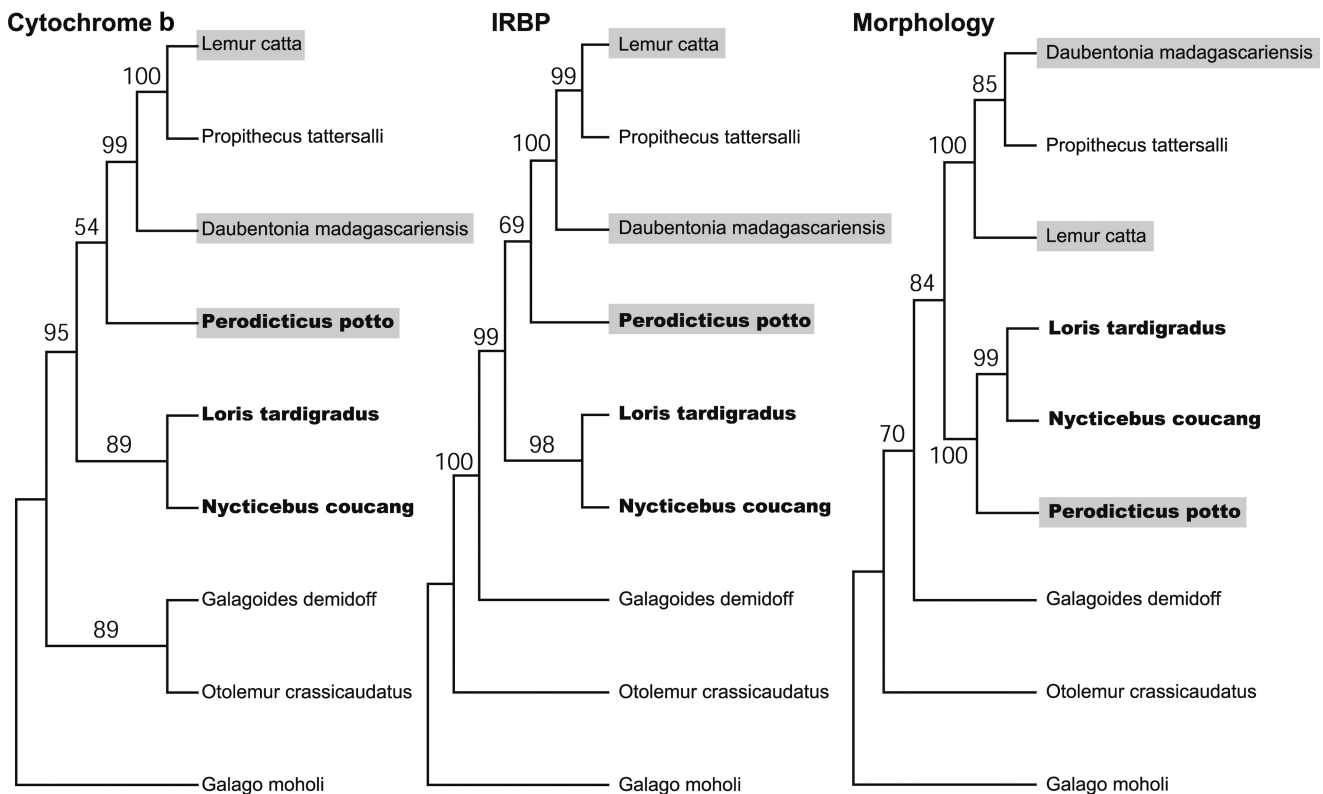 Cytochrome b
Lemur catta
100
Propithecus tattersalli
99
Daubentonia madagascariensis
54
Perodicticus potto
95
Loris tardigradus
89
Nycticebus coucang
Galagoides demidoff
89
Otolemur crassicaudatus
Galago moholi
IRBP
Lemur catta
99
Propithecus tattersalli
100
Daubentonia madagascariensis
69
Perodicticus potto
99
Loris tardigradus
98
Nycticebus coucang
100
Galagoides demidoff
Otolemur crassicaudatus
Galago moholi
Morphology
Daubentonia madagascariensis
85
Propithecus tattersalli
100
Lemur catta
84
Loris tardigradus
99
Nycticebus coucang
70
100
Perodicticus potto
Galagoides demidoff
Otolemur crassicaudatus
Galago moholi